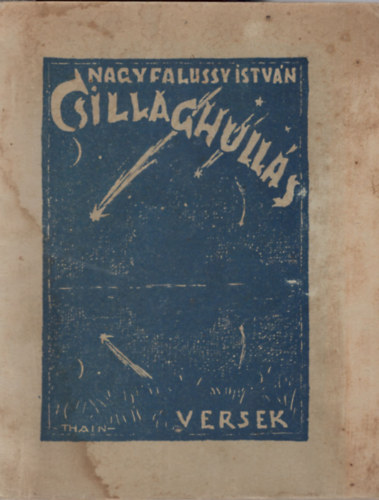 NAGYFALUSSY ISTVÁN
CSILLAGHULLÁS
VERSEK
THAIN